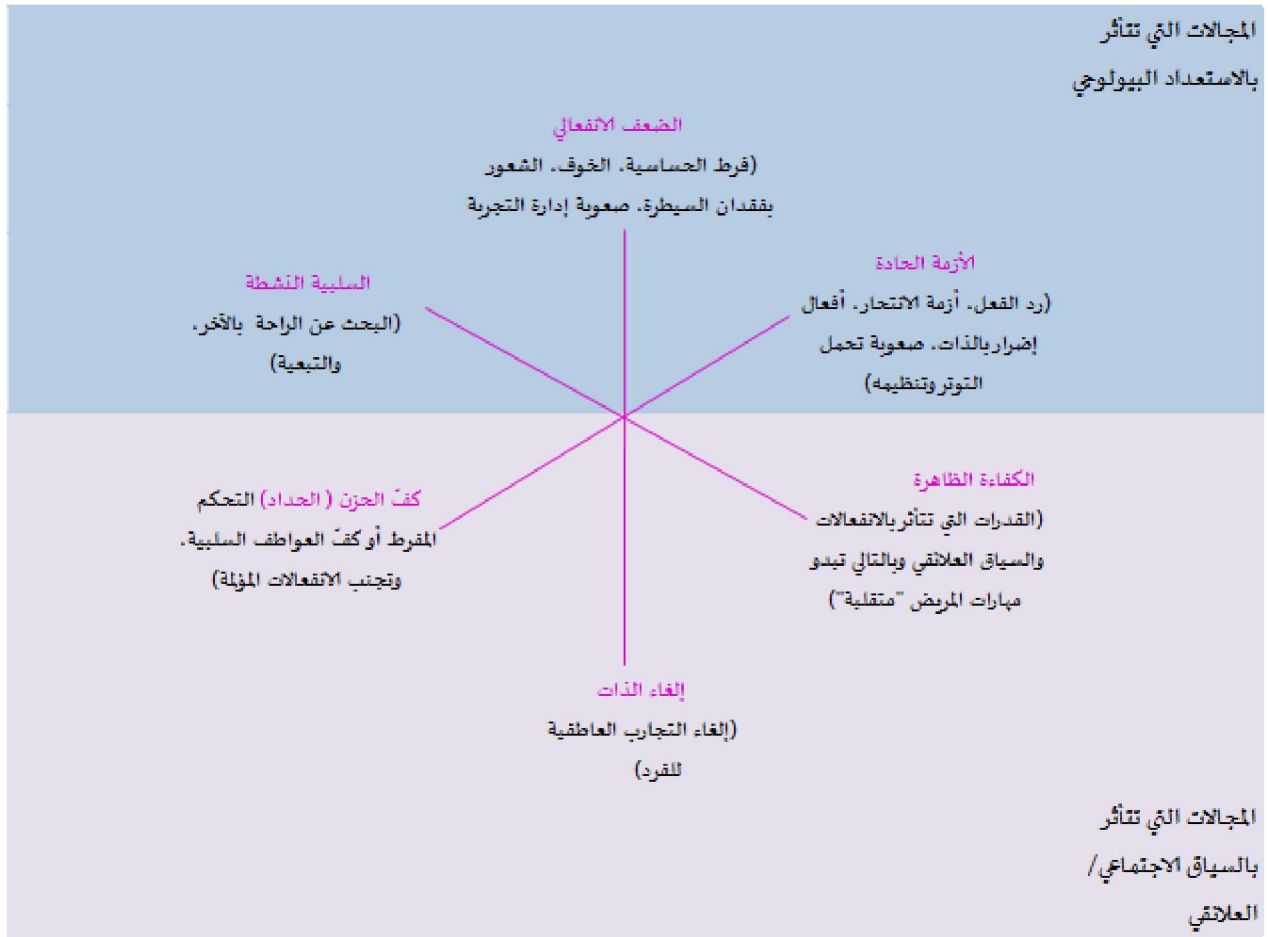 المجالات التي تتأثر
بالاستعداد البيولوجي
الضعف الانفعالي
(فرط الحساسية. الخوف. الشعور
بفقدان السيطرة. صعوبة إدارة التجربة
الأزمة الحادة
(رد الفعل. أزمة الانتحار. أفعال
إضرار بالذات. صعوبة تحمل
التوتر وتنظيمه)
السلبية النشطة
(البحث عن الراحة بالآخر.
والتبعية)
الكفاءة الظاهرة
(القدرات التي تتأثر بالانفعالات
والسياق العلائقي وبالتالي تبدو
مهارات المريض "متقلبة")
كفّ الحزن ( الحداد) التحكم
المفرط أو كفّ العواطف السلبية.
وتجنب الانفعالات المؤلمة)
إلغاء الذات
(إلغاء التجارب العاطفية
للفرد)
المجالات التي تتأثر
بالسياق الاجتماعي/
العلائقي